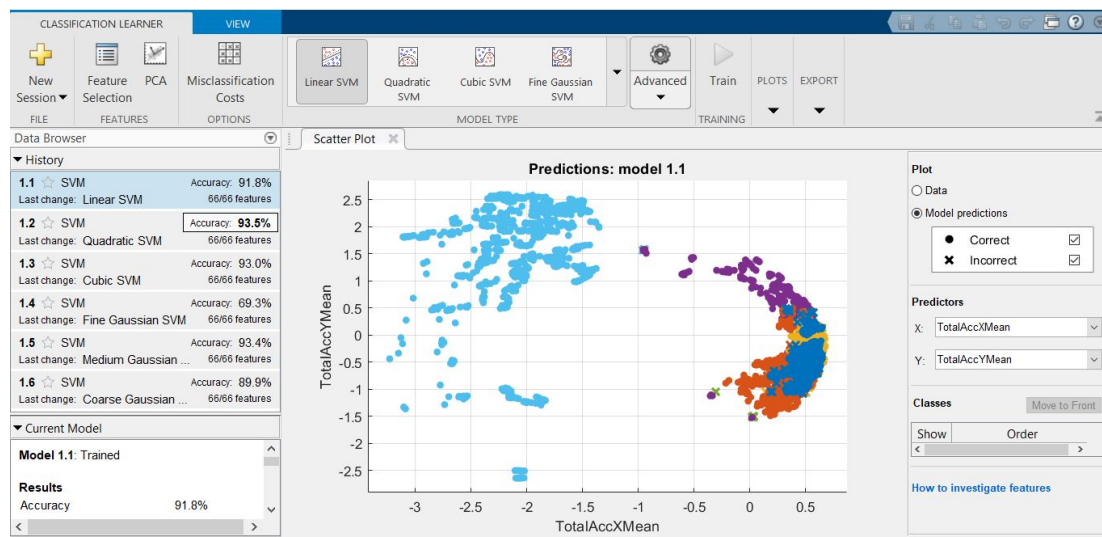 CLASSIFICATION LEARNER
VIEW
New
Session
Feature
Selection
PCA
Misclassification
Costs
Linear SVM
Quadratic
SVM
Cubic SVM
Fine Gaussian
SVM
Advanced
Train
PLOTS
EXPORT
FILE
FEATURES
OPTIONS
MODEL TYPE
TRAINING
Data Browser
History
1.1 SVM Accuracy: 91.8%
Last change: Linear SVM 66/66 features
1.2 SVM Accuracy: 93.5%
Last change: Quadratic SVM 66/66 features
1.3 SVM Accuracy: 93.0%
Last change: Cubic SVM 66/66 features
1.4 SVM Accuracy: 69.3%
Last change: Fine Gaussian SVM 66/66 features
1.5 SVM Accuracy: 93.4%
Last change: Medium Gaussian ... 66/66 features
1.6 SVM Accuracy: 89.9%
Last change: Coarse Gaussian ... 66/66 features
Current Model
Model 1.1: Trained
Results
Accuracy 91.8%
Scatter Plot
Predictions: model 1.1
2.5
2
1.5
1
0.5
0
-0.5
-1
-1.5
-2
-2.5
TotalAccYMean
-3 -2.5 -2 -1.5 -1 -0.5 0 0.5
TotalAccXMean
Plot
Data
Model predictions
Correct
Incorrect
Predictors
X: TotalAccXMean
Y: TotalAccYMean
Classes
Move to Front
Show Order
How to investigate features